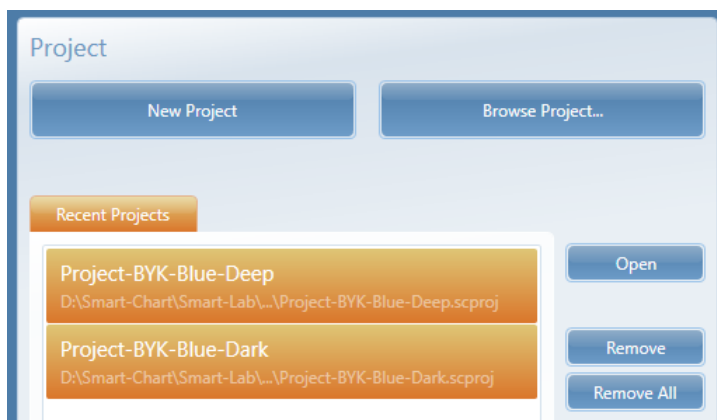 Project
New Project
Browse Project...
Recent Projects
Project-BYK-Blue-Deep
D:\Smart-Chart\Smart-Lab\...\Project-BYK-Blue-Deep.scproj
Open
Project-BYK-Blue-Dark
D:\Smart-Chart\Smart-Lab\...\Project-BYK-Blue-Dark.scproj
Remove
Remove All